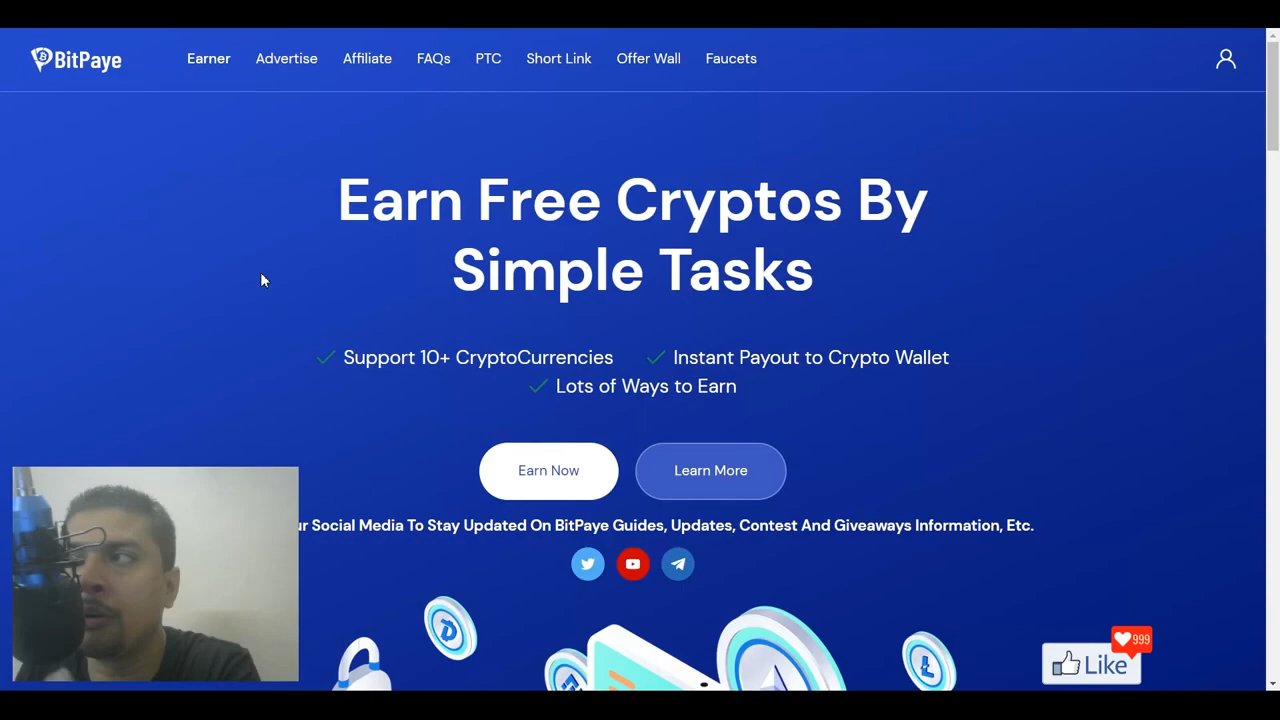 BitPaye
Earner Advertise Affiliate FAQs PTC Short Link Offer Wall Faucets
Earn Free Cryptos By
Simple Tasks
Support 10+ CryptoCurrencies Instant Payout to Crypto Wallet
Lots of Ways to Earn
Earn Now Learn More
Social Media To Stay Updated On BitPaye Guides, Updates, Contest And Giveaways Information, Etc.
999
Like